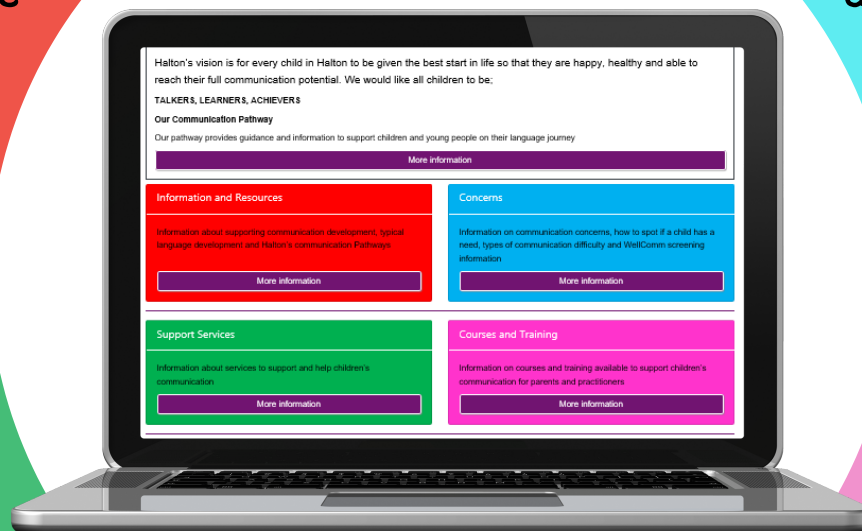 Halton's vision is for every child in Halton to be given the best start in life so that they are happy, healthy and able to
reach their full communication potential. We would like all children to be;
TALKERS, LEARNERS, ACHIEVERS
Our Communication Pathway
Our pathway provides guidance and information to support children and young people on their language journey
More information
Information and Resources
Information about supporting communication development, typical
language development and Halton's communication Pathways
More information
Concerns
Information on communication concerns, how to spot if a child has a
need, types of communication difficulty and WellComm screening
information
More information
Support Services
Information about services to support and help children's
communication
More information
Courses and Training
Information on courses and training available to support children's
communication for parents and practitioners
More information